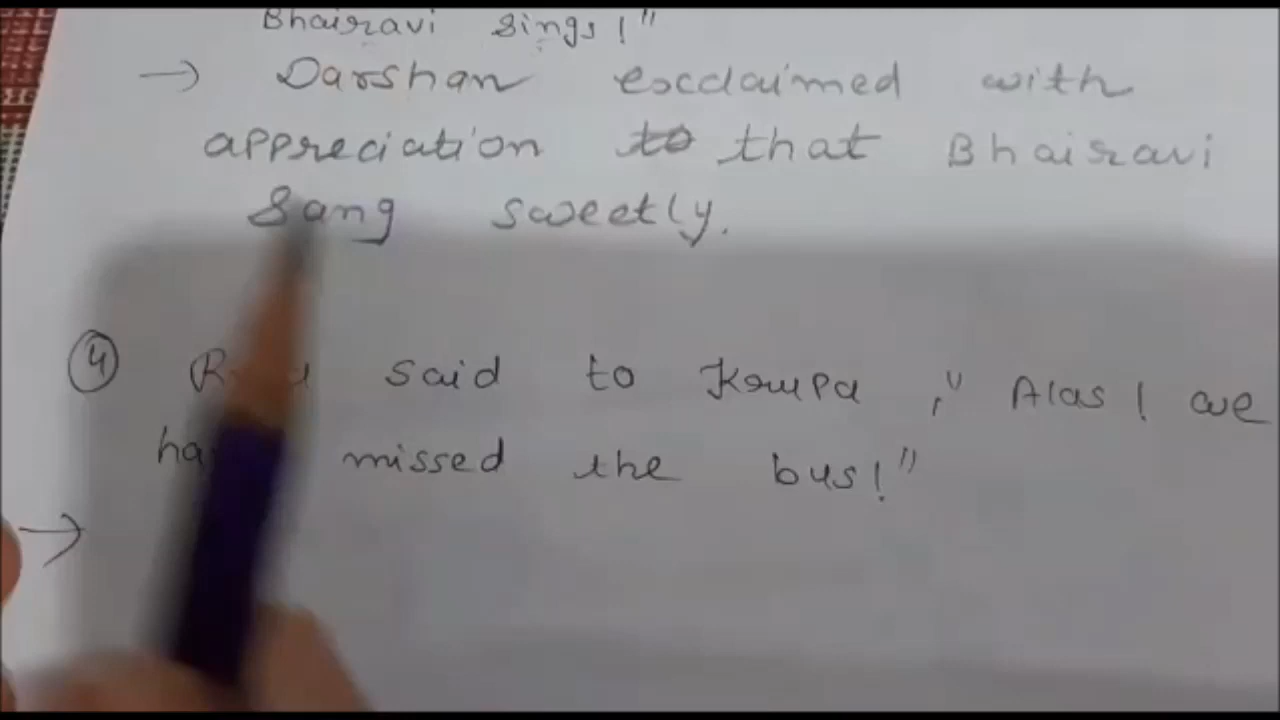 Bhairavi sings!"
→ Darshan exclaimed with
appreciation to that Bhairavi
Sang sweetly.
4 said to Krupa ," Alas ! we
missed the bus!"
→